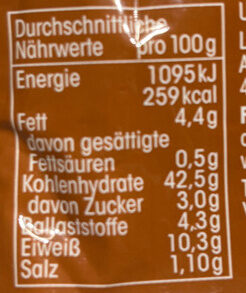 Durchschnittliche
Nährwerte pro 100g
Energie 1095kJ
259kcal
Fett 4,4g
davon gesättigte
Fettsäuren 0,5g
Kohlenhydrate 42,5g
davon Zucker 3,0g
Ballaststoffe 4,3g
Eiweiß 10,3g
Salz 1,10g